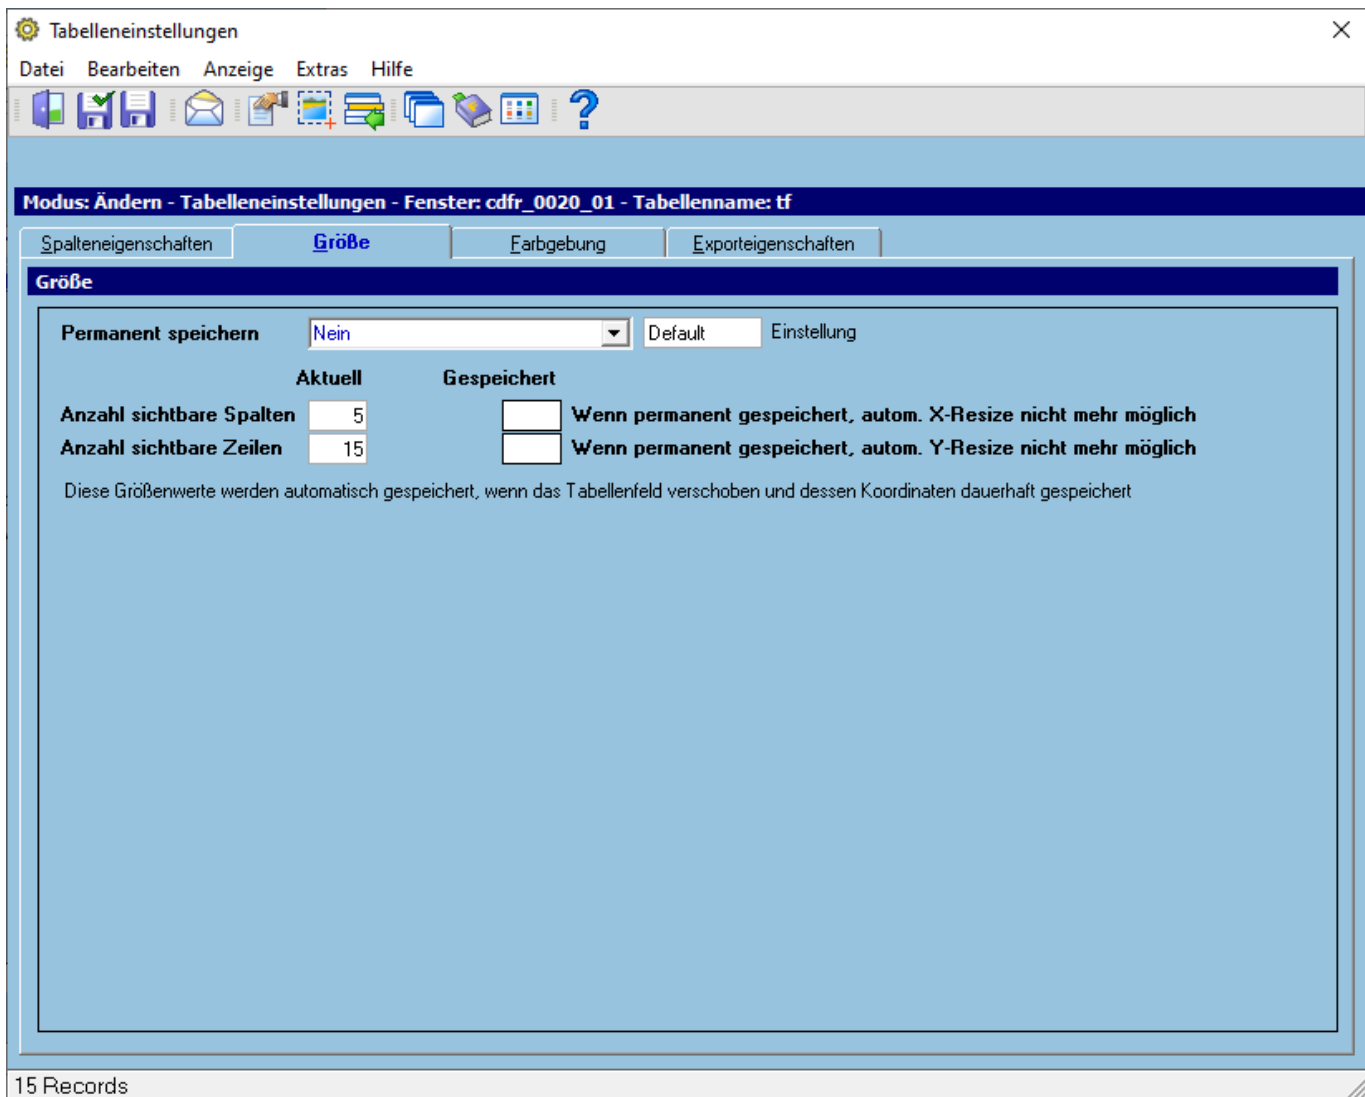 Tabelleneinstellungen
Datei Bearbeiten Anzeige Extras Hilfe
Modus: Ändern - Tabelleneinstellungen - Fenster: cdfr_0020_01 - Tabellenname: tf
Spalteneigenschaften Größe Farbgebung Exporteigenschaften
Größe
Permanent speichern Nein Default Einstellung
Aktuell Gespeichert
Anzahl sichtbare Spalten 5 Wenn permanent gespeichert, autom. X-Resize nicht mehr möglich
Anzahl sichtbare Zeilen 15 Wenn permanent gespeichert, autom. Y-Resize nicht mehr möglich
Diese Größenwerte werden automatisch gespeichert, wenn das Tabellenfeld verschoben und dessen Koordinaten dauerhaft gespeichert
15 Records